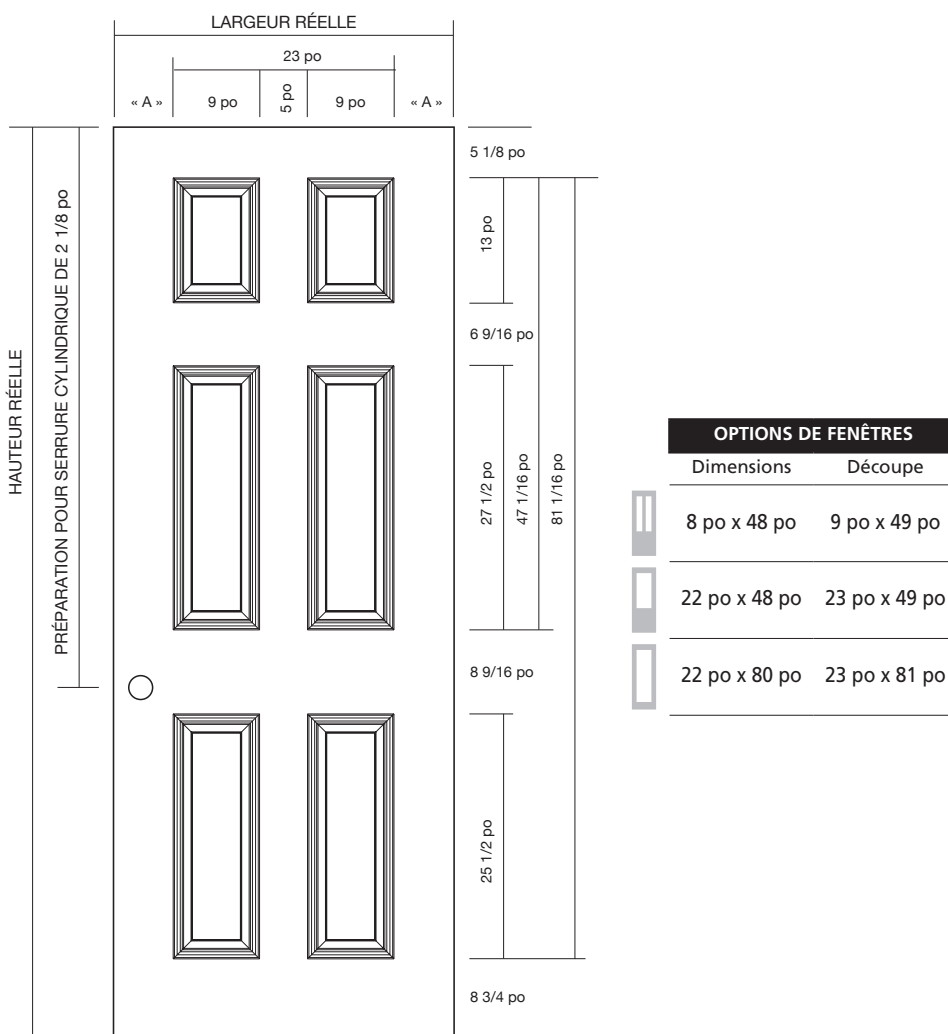 LARGEUR RÉELLE
23 po
« A »
9 po
5 po
9 po
« A »
5 1/8 po
HAUTEUR RÉELLE
PRÉPARATION POUR SERRURE CYLINDRIQUE DE 2 1/8 po
13 po
6 9/16 po
27 1/2 po
47 1/16 po
81 1/16 po
8 9/16 po
25 1/2 po
8 3/4 po
OPTIONS DE FENÊTRES
Dimensions Découpe
8 po x 48 po 9 po x 49 po
22 po x 48 po 23 po x 49 po
22 po x 80 po 23 po x 81 po